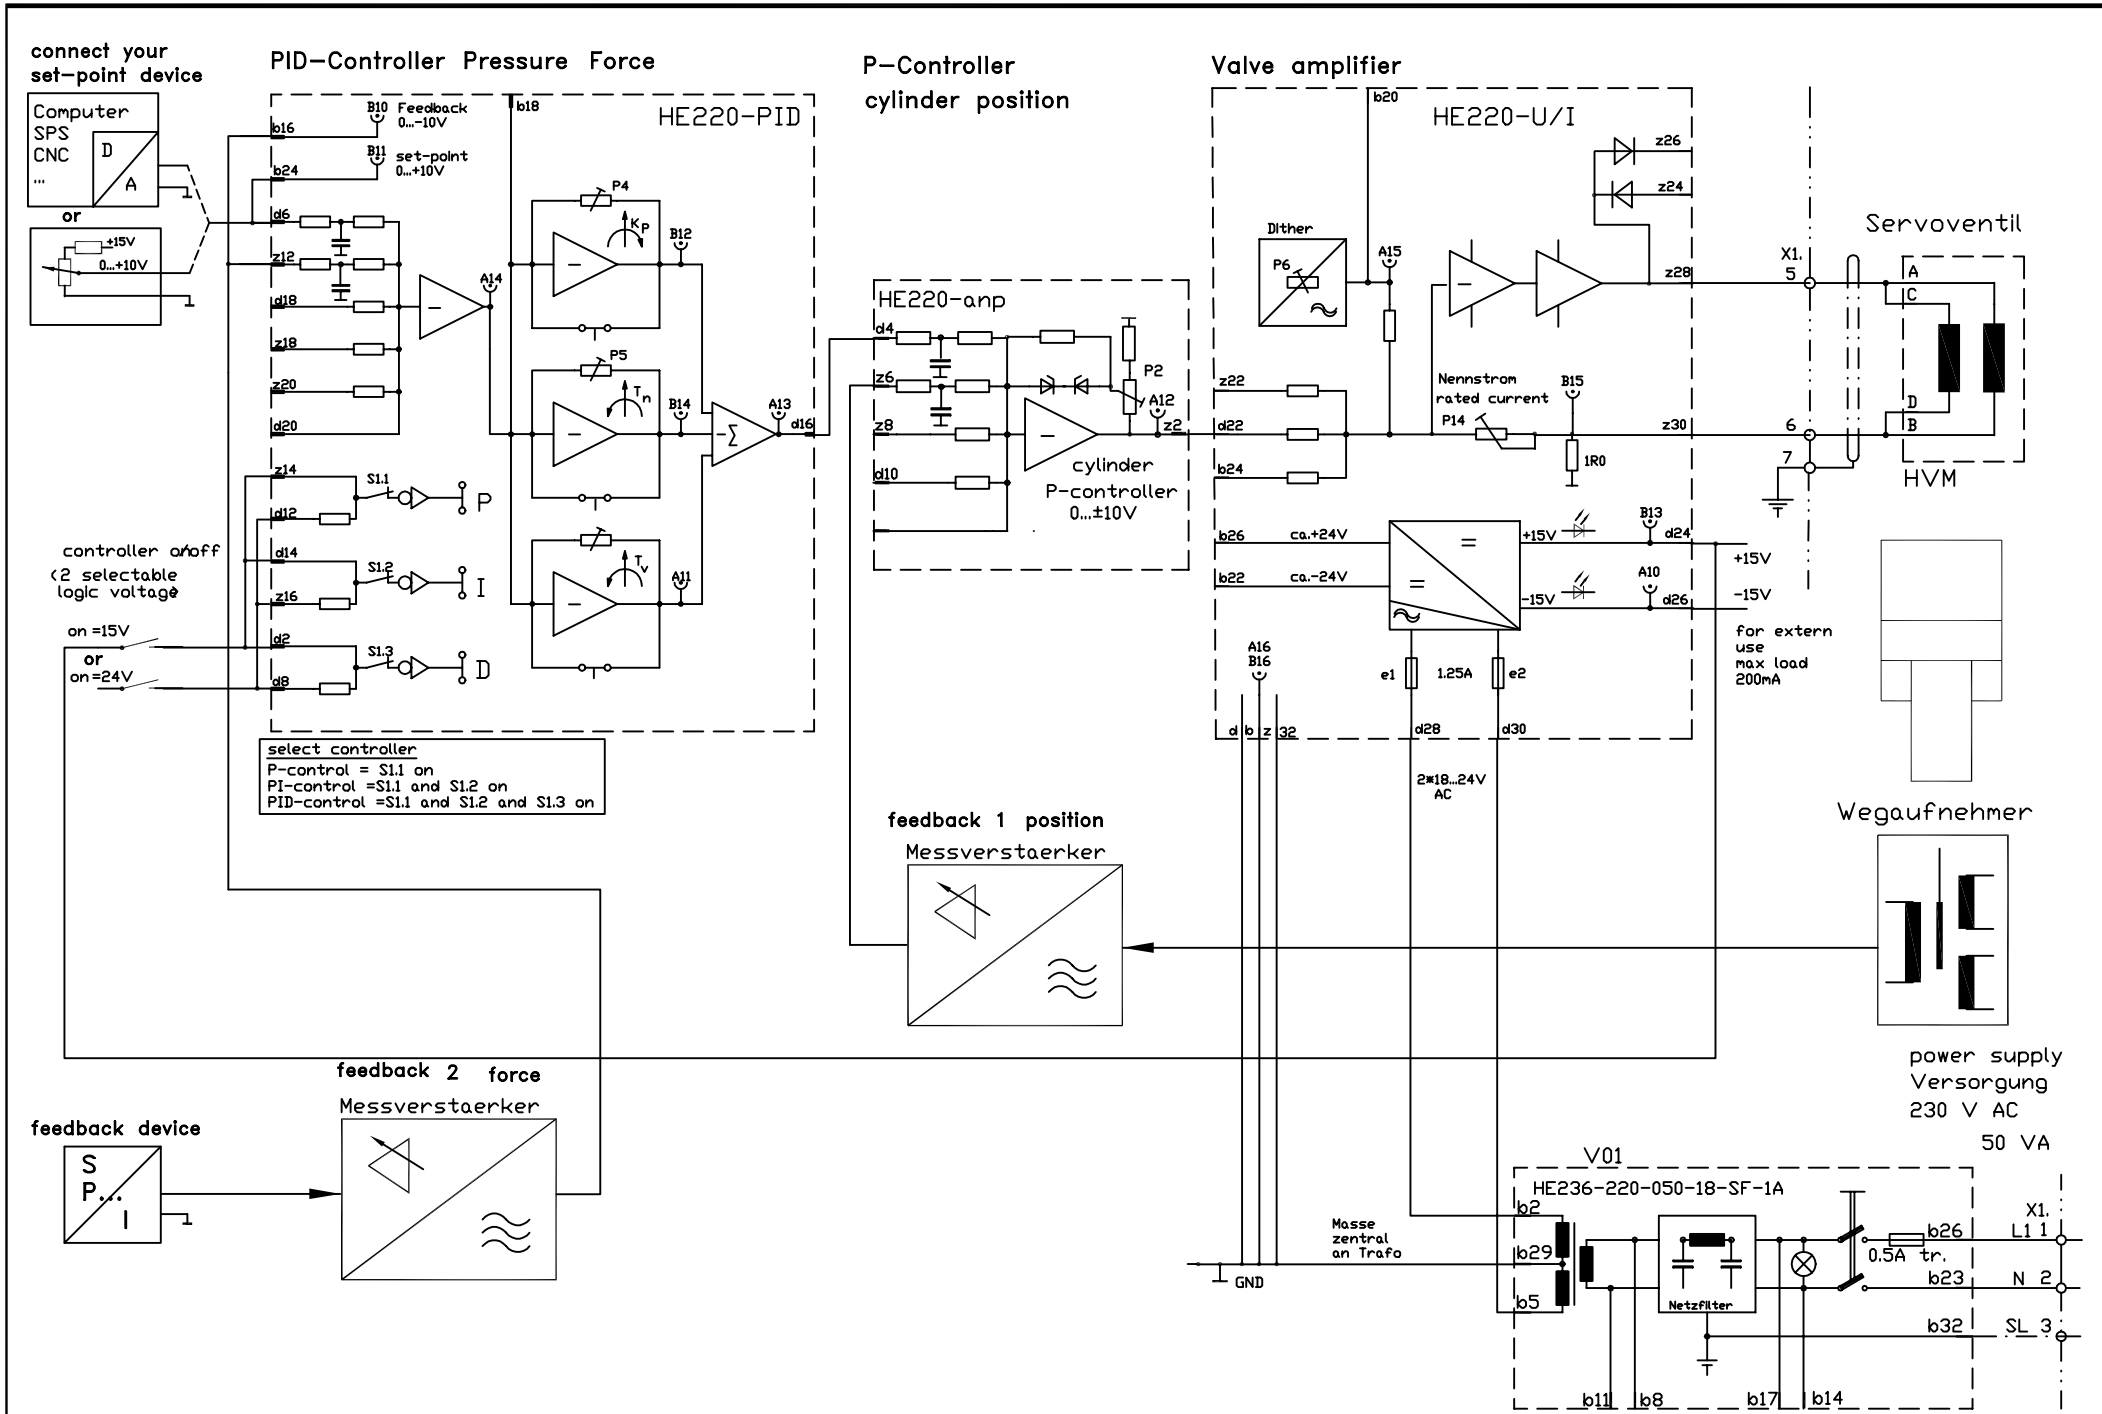 connect your
set-point device
PID-Controller Pressure Force
P-Controller
cylinder position
Valve amplifier
Computer
SPS
CNC
...
D
A
or
+15V
0...+10V
b16
B10
Feedback
0...-10V
b18
HE220-PID
b24
B11
set-point
0...+10V
d6
z12
d18
z18
z20
d20
A14
P4
KP
B12
P5
Tn
B14
Tv
A11
-Σ
A13
d16
z14
d12
S1.1
P
d14
z16
S1.2
I
d2
d8
S1.3
D
controller on/off
(2 selectable
logic voltage)
on =15V
or
on =24V
select controller
P-control = S1.1 on
PI-control =S1.1 and S1.2 on
PID-control =S1.1 and S1.2 and S1.3 on
HE220-anp
d4
z6
z8
d10
P2
A12
z2
cylinder
P-controller
0...±10V
b20
HE220-U/I
z26
z24
Dither
P6
A15
z28
z22
d22
b24
Nennstrom
rated current
P14
B15
z30
1R0
b26
ca.+24V
b22
ca.-24V
=
=
+15V
-15V
B13
d24
A10
d26
+15V
-15V
for extern
use
max load
200mA
A16
B16
e1
1.25A
e2
d b z 32
d28
d30
2*18...24V
AC
X1.
5
6
7
Servoventil
A
C
D
B
HVM
Wegaufnehmer
feedback 1 position
Messverstaerker
feedback 2 force
Messverstaerker
feedback device
S
P...
I
power supply
Versorgung
230 V AC
50 VA
V01
HE236-220-050-18-SF-1A
b2
b29
b5
Masse
zentral
an Trafo
GND
Netzfilter
0.5A tr.
b26
b23
b32
X1.
L1 1
N 2
SL 3
b11
b8
b17
b14